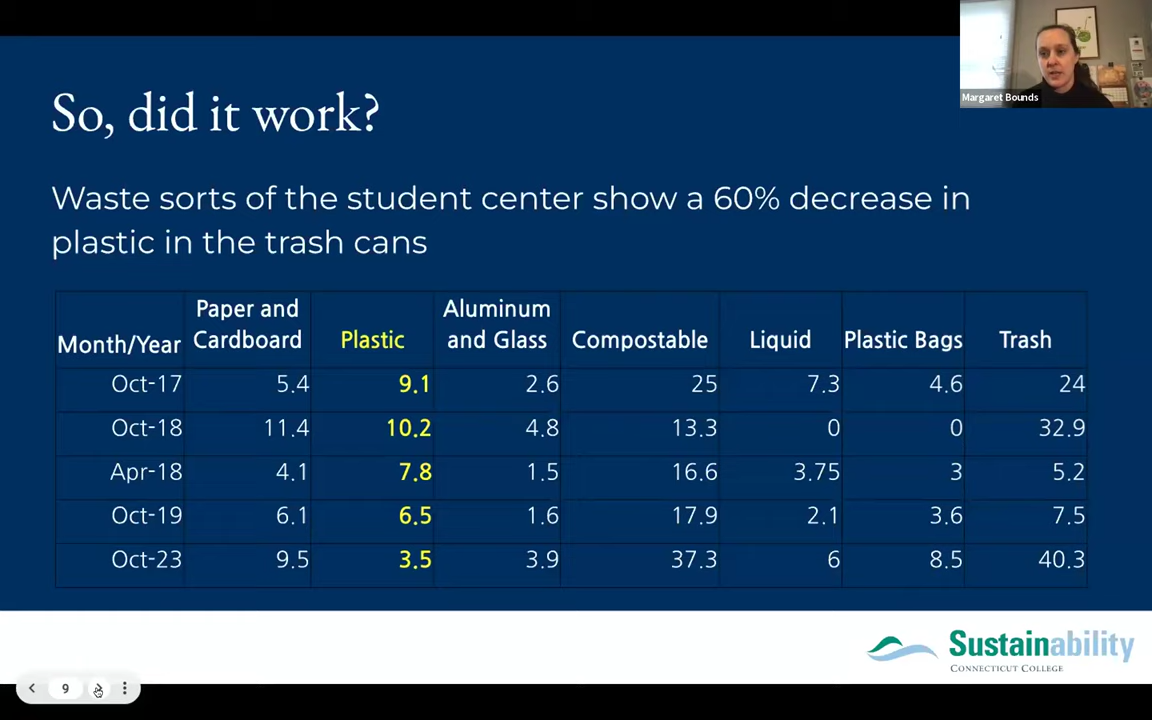 Margaret Bounds
So, did it work?
Waste sorts of the student center show a 60% decrease in
plastic in the trash cans
Month/Year Paper and Cardboard Plastic Aluminum and Glass Compostable Liquid Plastic Bags Trash
Oct-17 5.4 9.1 2.6 25 7.3 4.6 24
Oct-18 11.4 10.2 4.8 13.3 0 0 32.9
Apr-18 4.1 7.8 1.5 16.6 3.75 3 5.2
Oct-19 6.1 6.5 1.6 17.9 2.1 3.6 7.5
Oct-23 9.5 3.5 3.9 37.3 6 8.5 40.3
Sustainability
CONNECTICUT COLLEGE
9